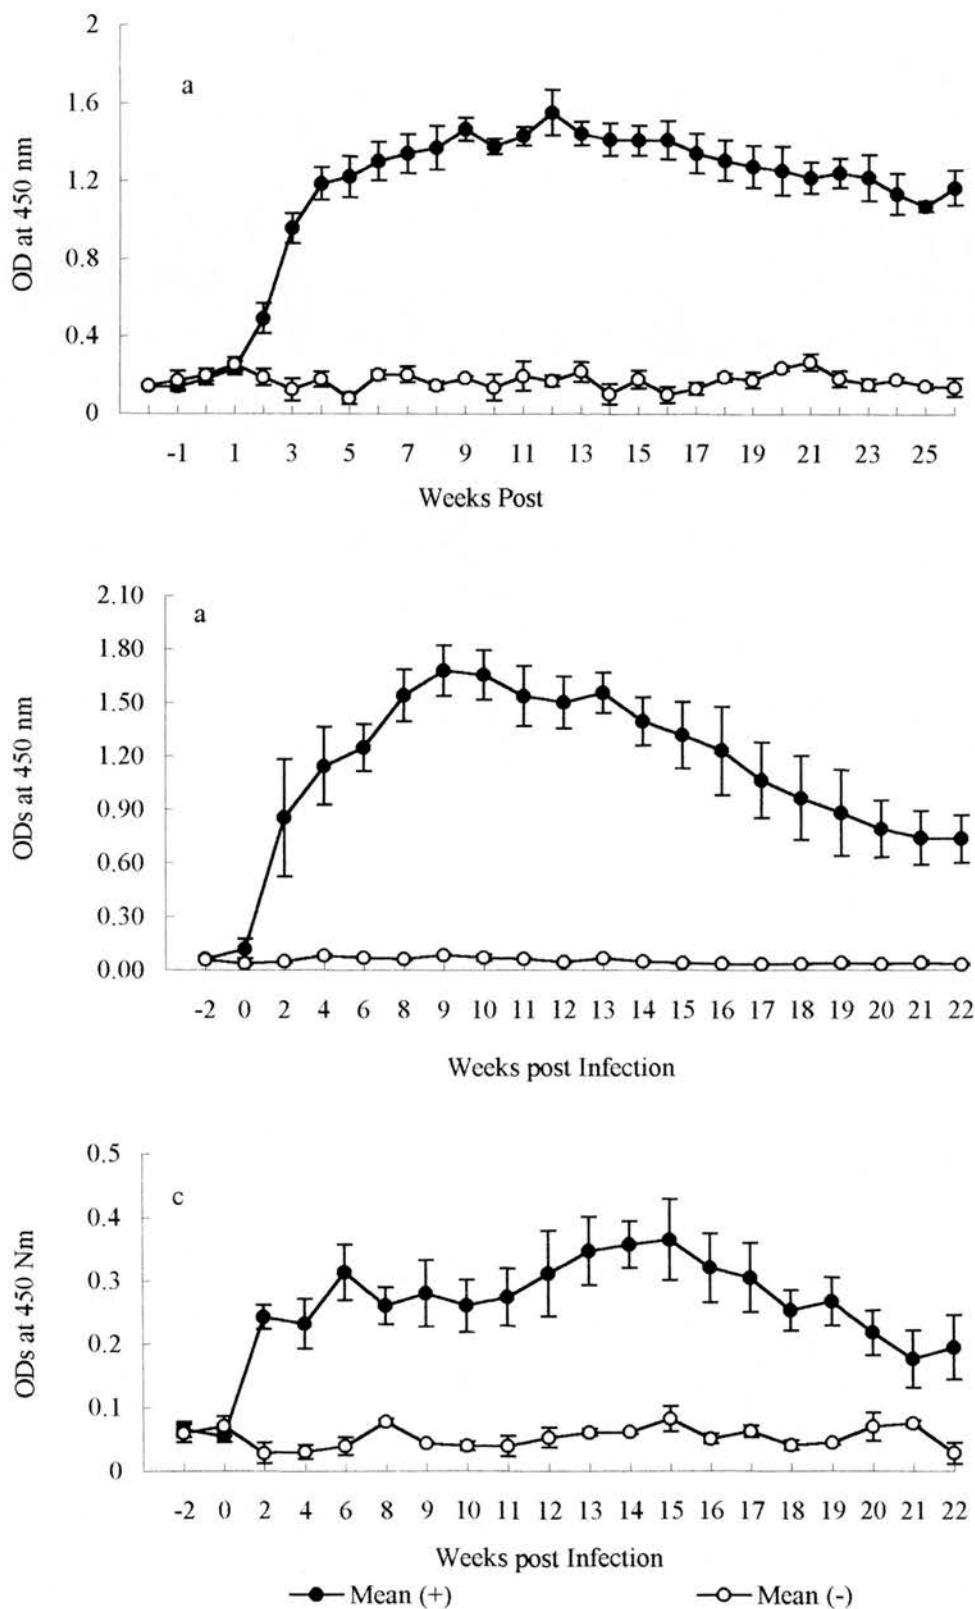 2
a
1.6
1.2
0.8
0.4
0
OD at 450 nm
-1 1 3 5 7 9 11 13 15 17 19 21 23 25
Weeks Post
2.10
a
1.80
1.50
1.20
0.90
0.60
0.30
0.00
ODs at 450 nm
-2 0 2 4 6 8 9 10 11 12 13 14 15 16 17 18 19 20 21 22
Weeks post Infection
0.5
c
0.4
0.3
0.2
0.1
0
ODs at 450 Nm
-2 0 2 4 6 8 9 10 11 12 13 14 15 16 17 18 19 20 21 22
Weeks post Infection
Mean (+) Mean (-)